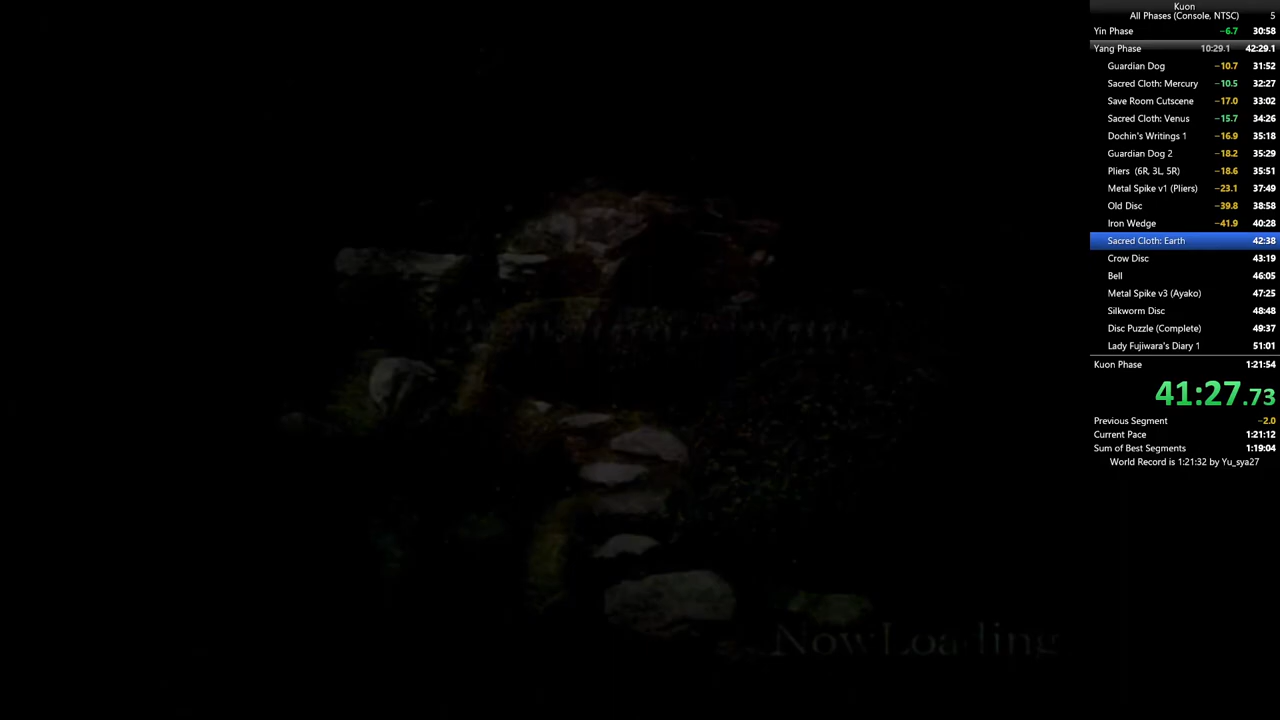 Kuon
All Phases (Console, NTSC) 5
Yin Phase −6.7 30:58
Yang Phase 10:29.1 42:29.1
Guardian Dog −10.7 31:52
Sacred Cloth: Mercury −10.5 32:27
Save Room Cutscene −17.0 33:02
Sacred Cloth: Venus −15.7 34:26
Dochin's Writings 1 −16.9 35:18
Guardian Dog 2 −18.2 35:29
Pliers (6R, 3L, 5R) −18.6 35:51
Metal Spike v1 (Pliers) −23.1 37:49
Old Disc −39.8 38:58
Iron Wedge −41.9 40:28
Sacred Cloth: Earth 42:38
Crow Disc 43:19
Bell 46:05
Metal Spike v3 (Ayako) 47:25
Silkworm Disc 48:48
Disc Puzzle (Complete) 49:37
Lady Fujiwara's Diary 1 51:01
Kuon Phase 1:21:54
41:27.73
Previous Segment −2.0
Current Pace 1:21:12
Sum of Best Segments 1:19:04
World Record is 1:21:32 by Yu_sya27
Now Loading